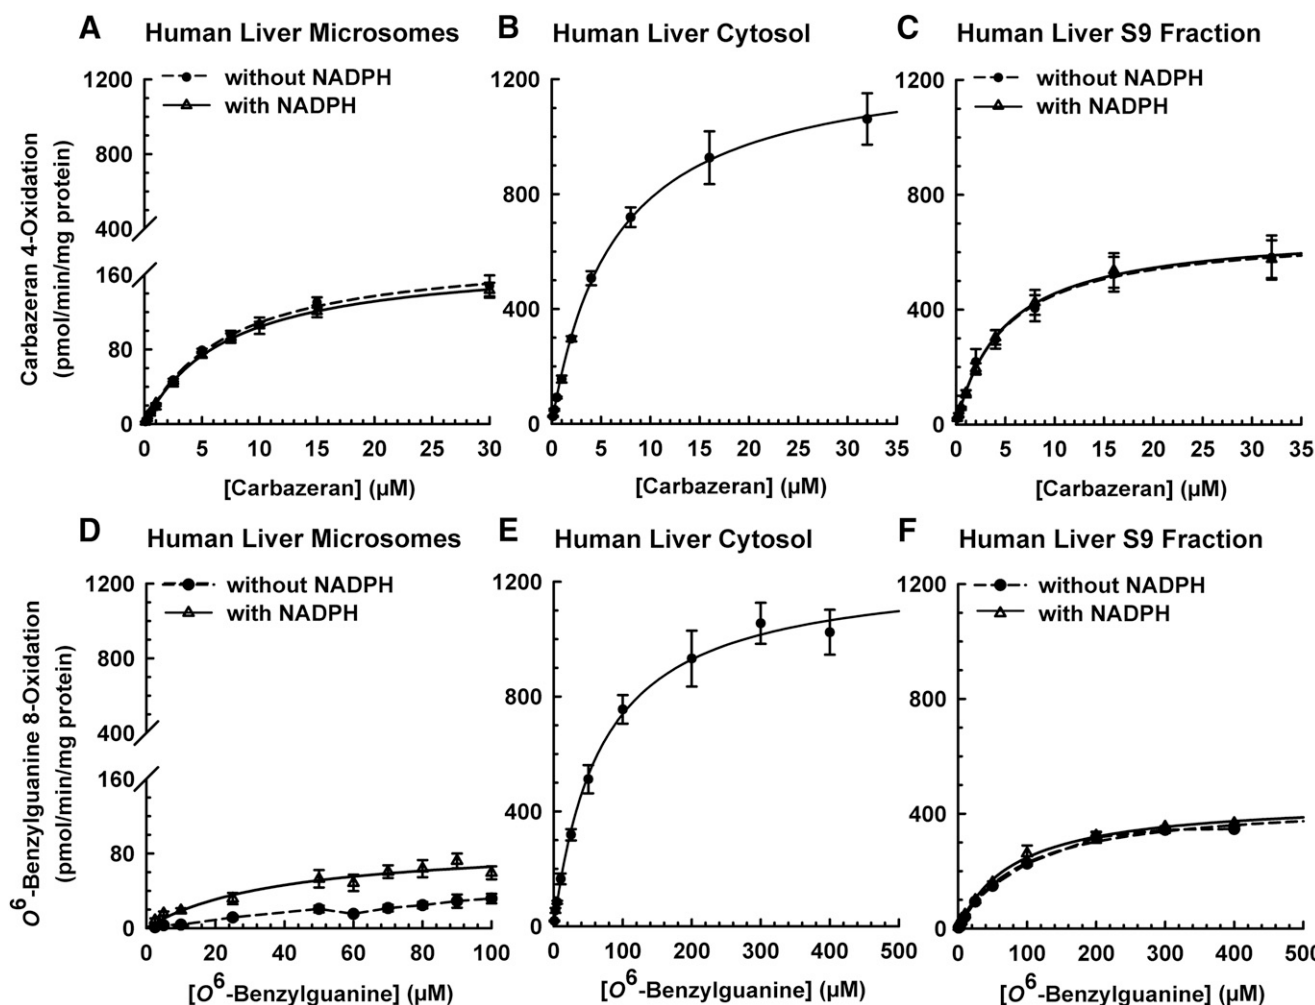 A Human Liver Microsomes
B Human Liver Cytosol
C Human Liver S9 Fraction
without NADPH
with NADPH
without NADPH
with NADPH
Carbazeran 4-Oxidation
(pmol/min/mg protein)
1200
800
400
160
80
0
0 5 10 15 20 25 30
[Carbazeran] (µM)
1200
800
400
0
0 5 10 15 20 25 30 35
[Carbazeran] (µM)
1200
800
400
0
0 5 10 15 20 25 30 35
[Carbazeran] (µM)
D Human Liver Microsomes
E Human Liver Cytosol
F Human Liver S9 Fraction
without NADPH
with NADPH
without NADPH
with NADPH
O⁶-Benzylguanine 8-Oxidation
(pmol/min/mg protein)
1200
800
400
160
80
0
0 20 40 60 80 100
[O⁶-Benzylguanine] (µM)
1200
800
400
0
0 100 200 300 400 500
[O⁶-Benzylguanine] (µM)
1200
800
400
0
0 100 200 300 400 500
[O⁶-Benzylguanine] (µM)